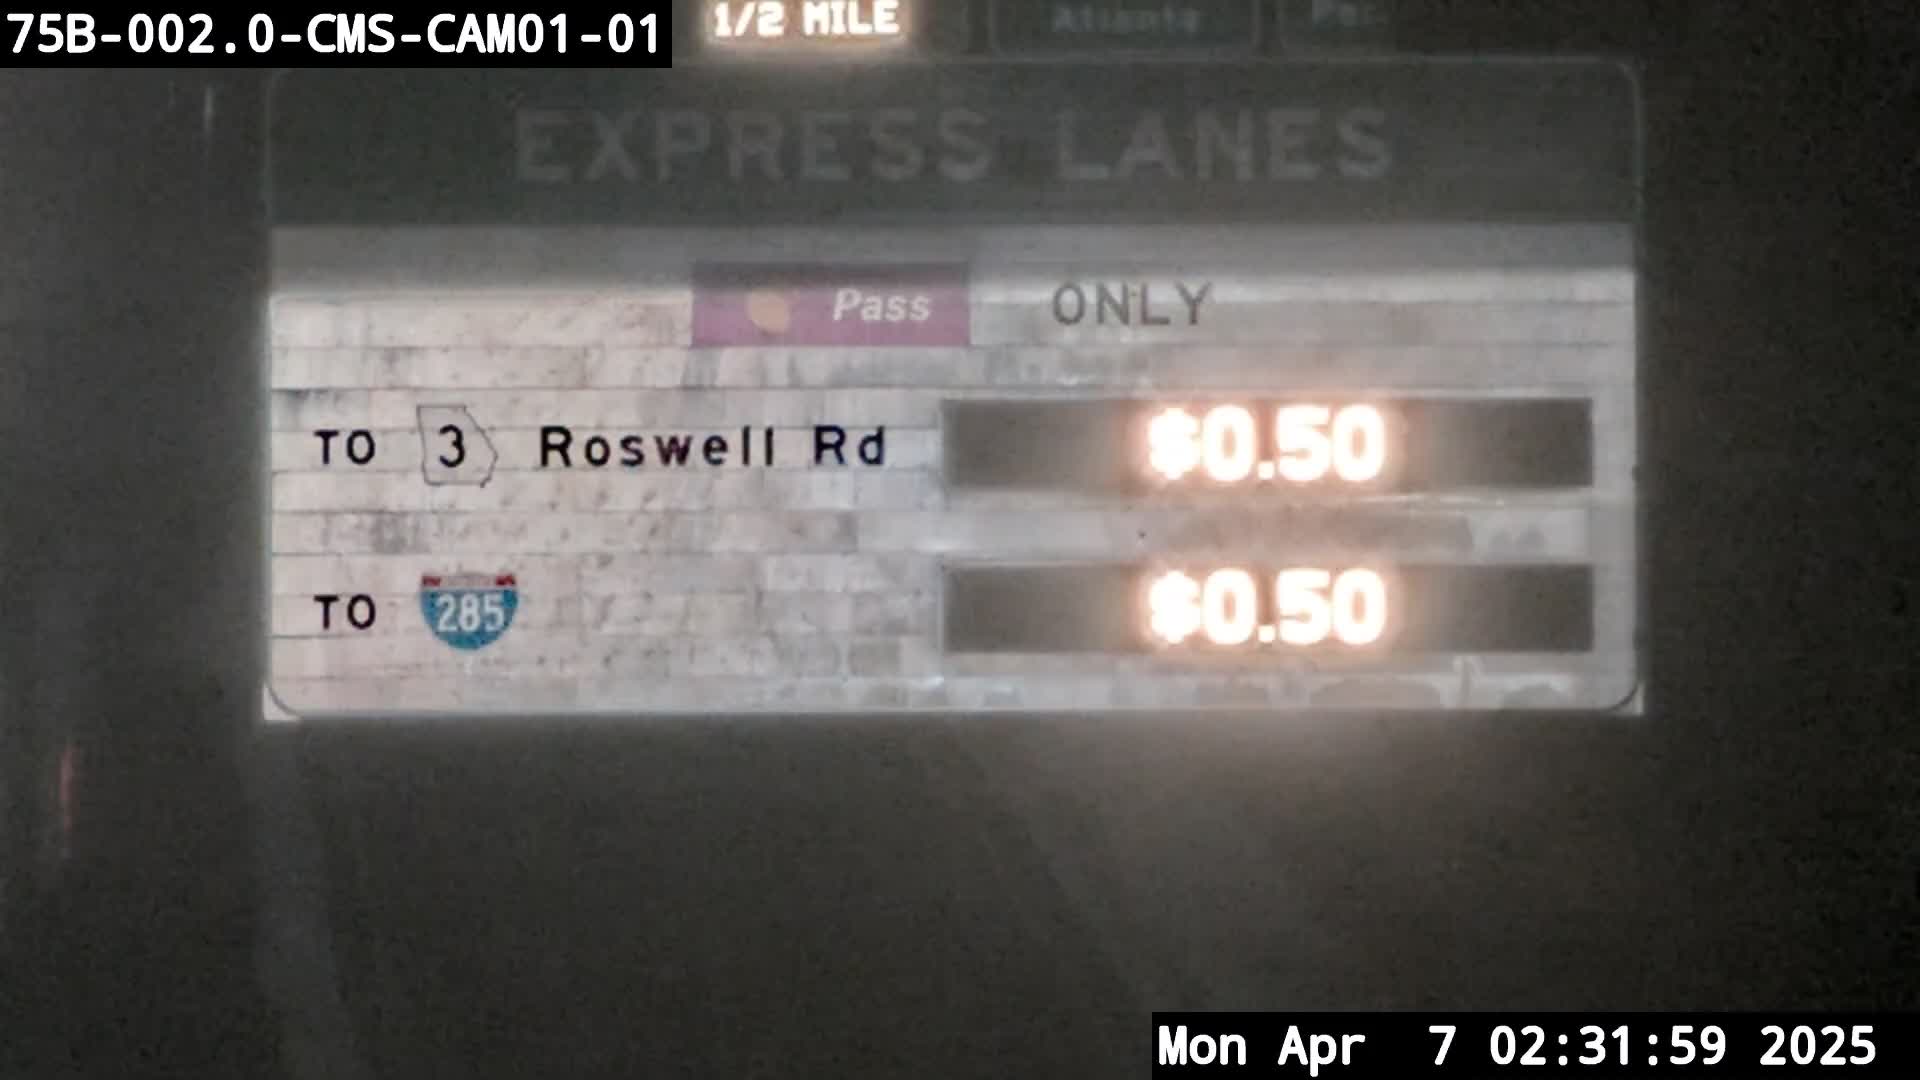 75B-002.0-CMS-CAM01-01
1/2 MILE
Atlanta
EXPRESS LANES
Pass ONLY
TO 3 Roswell Rd $0.50
TO 285 $0.50
Mon Apr 7 02:31:59 2025